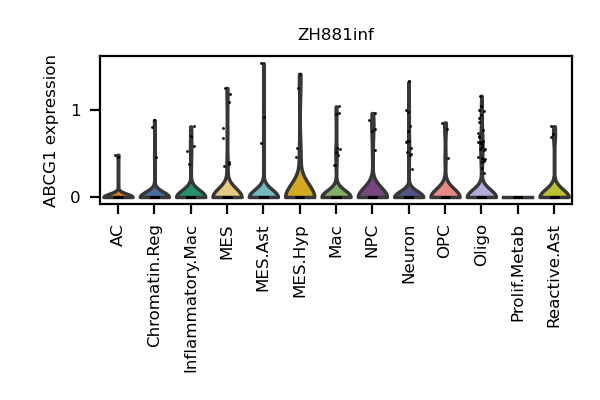 ZH881inf
ABCG1 expression
1
0
AC
Chromatin.Reg
Inflammatory.Mac
MES
MES.Ast
MES.Hyp
Mac
NPC
Neuron
OPC
Oligo
Prolif.Metab
Reactive.Ast